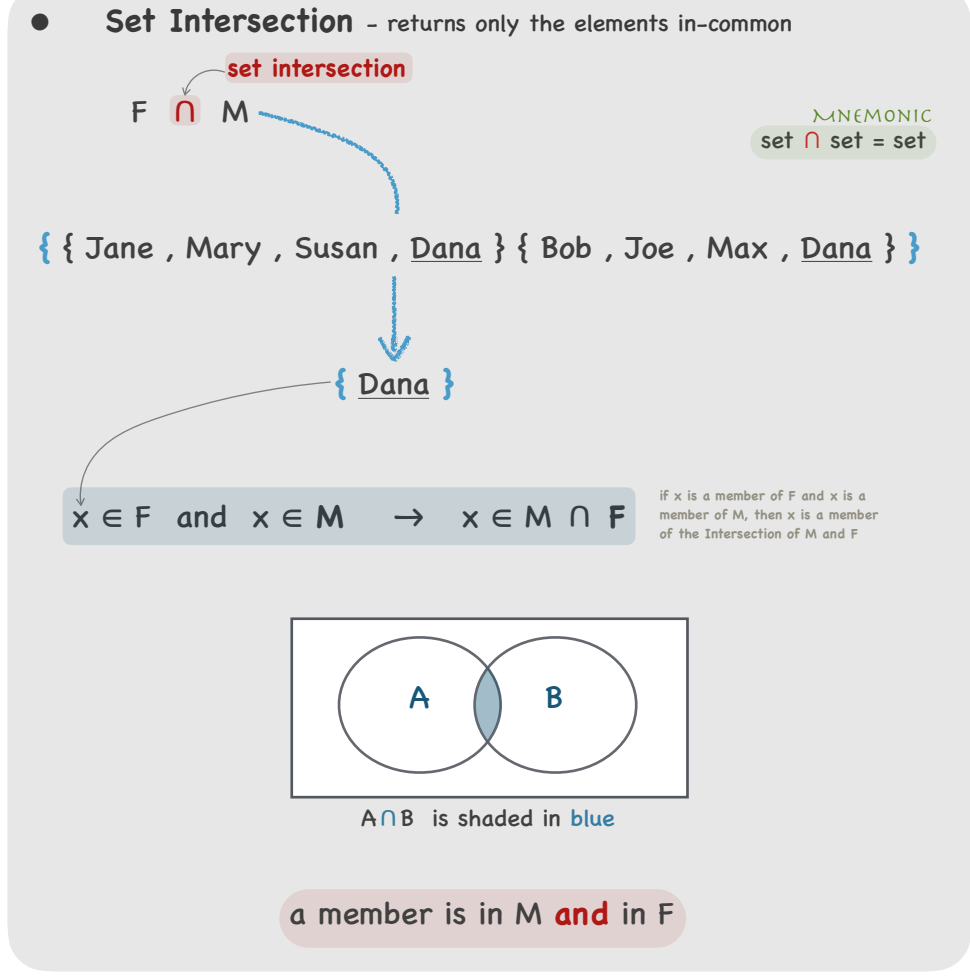 ● Set Intersection - returns only the elements in-common
set intersection
F ∩ M
MNEMONIC
set ∩ set = set
{ { Jane , Mary , Susan , Dana } { Bob , Joe , Max , Dana } }
{ Dana }
x ∈ F and x ∈ M → x ∈ M ∩ F
if x is a member of F and x is a
member of M, then x is a member
of the Intersection of M and F
A B
A∩B is shaded in blue
a member is in M and in F